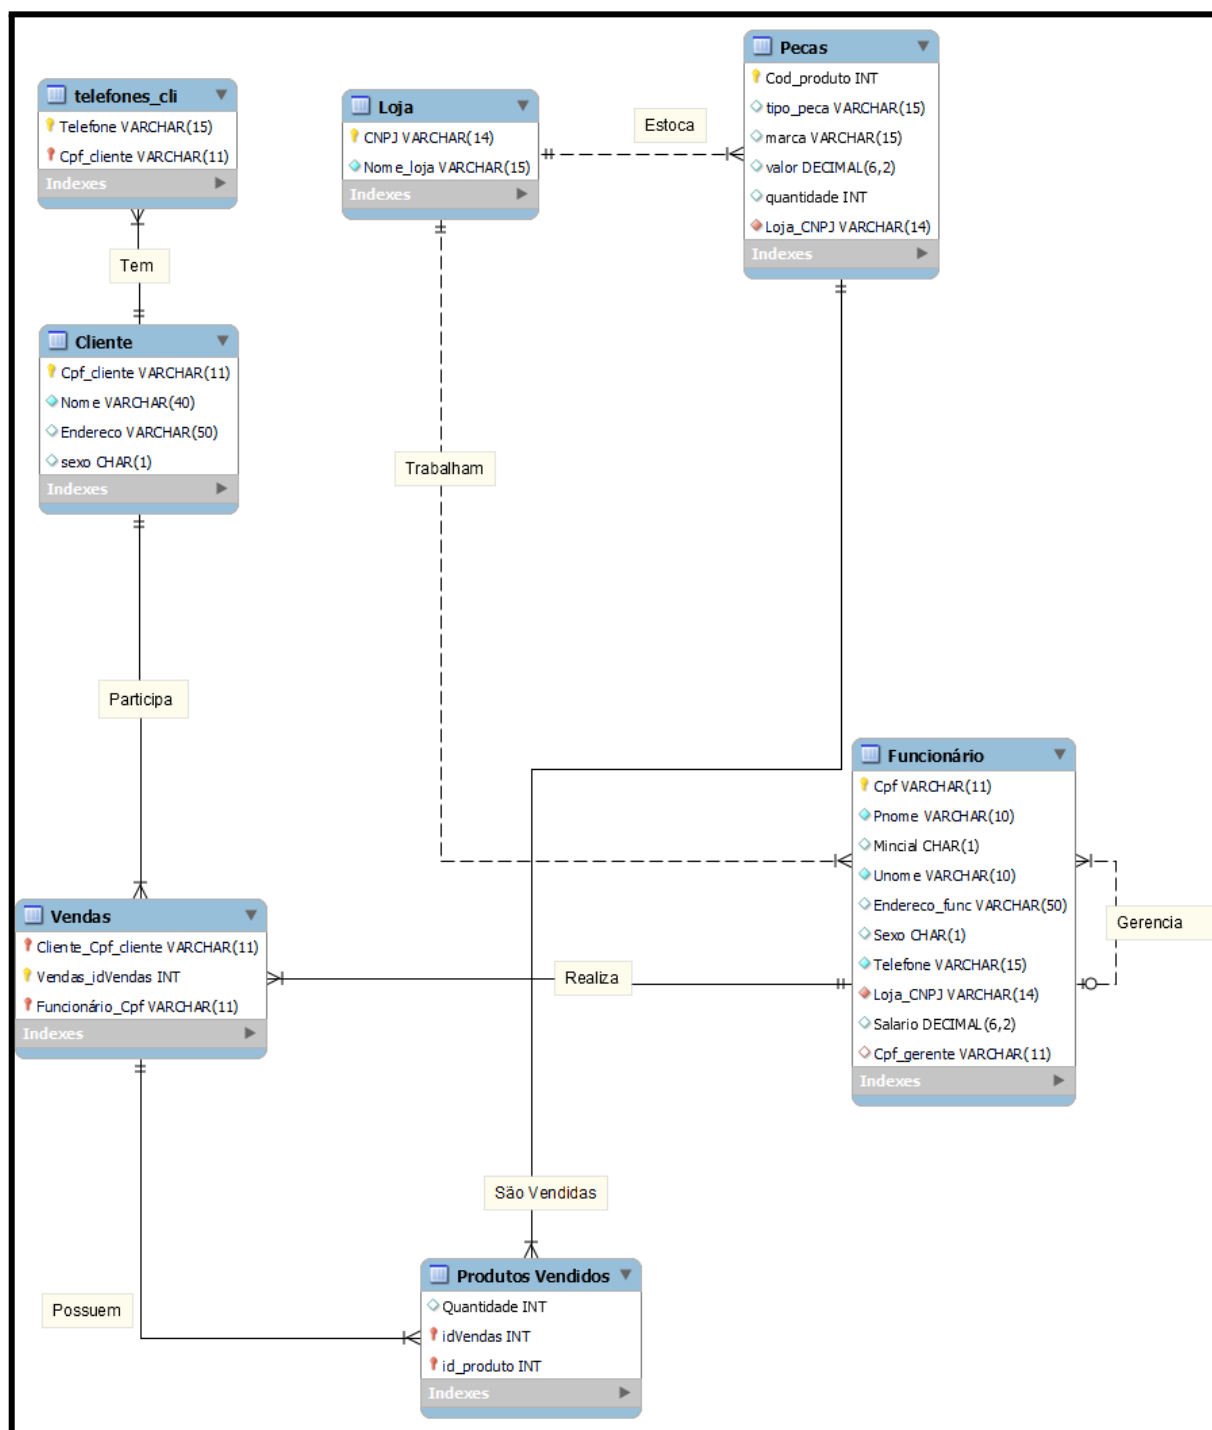 telefones_cli
Telefone VARCHAR(15)
Cpf_cliente VARCHAR(11)
Indexes
Tem
Cliente
Cpf_cliente VARCHAR(11)
Nome VARCHAR(40)
Endereco VARCHAR(50)
sexo CHAR(1)
Indexes
Participa
Loja
CNPJ VARCHAR(14)
Nome_loja VARCHAR(15)
Indexes
Estoca
Pecas
Cod_produto INT
tipo_peca VARCHAR(15)
marca VARCHAR(15)
valor DECIMAL(6,2)
quantidade INT
Loja_CNPJ VARCHAR(14)
Indexes
Trabalham
Funcionário
Cpf VARCHAR(11)
Pnome VARCHAR(10)
Mincial CHAR(1)
Unome VARCHAR(10)
Endereco_func VARCHAR(50)
Sexo CHAR(1)
Telefone VARCHAR(15)
Loja_CNPJ VARCHAR(14)
Salario DECIMAL(6,2)
Cpf_gerente VARCHAR(11)
Indexes
Gerencia
Vendas
Cliente_Cpf_cliente VARCHAR(11)
Vendas_idVendas INT
Funcionário_Cpf VARCHAR(11)
Indexes
Realiza
São Vendidas
Possuem
Produtos Vendidos
Quantidade INT
idVendas INT
id_produto INT
Indexes